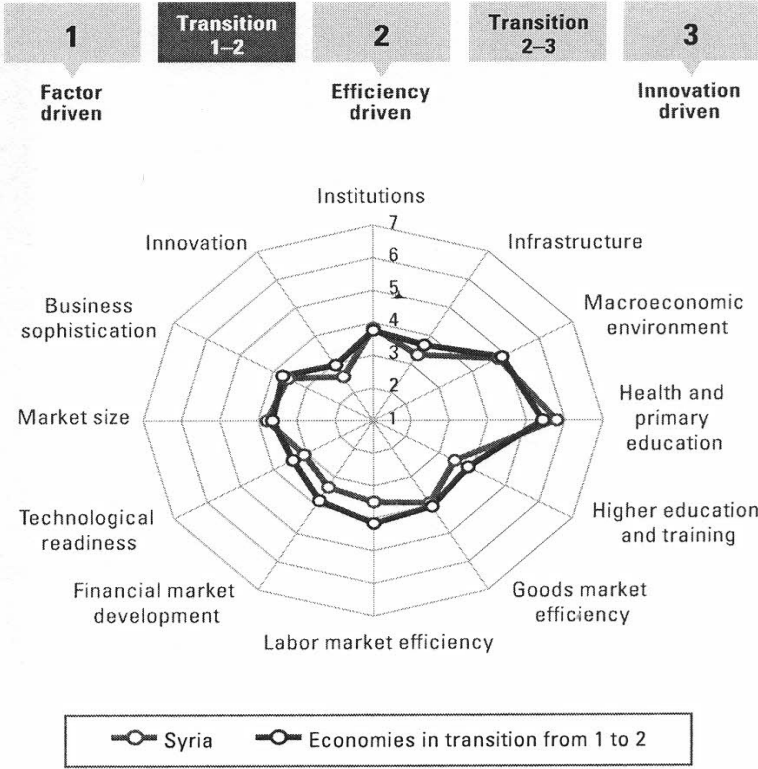 1
Transition
1–2
2
Transition
2–3
3
Factor
driven
Efficiency
driven
Innovation
driven
Institutions
Infrastructure
Macroeconomic
environment
Health and
primary
education
Higher education
and training
Goods market
efficiency
Labor market efficiency
Financial market
development
Technological
readiness
Market size
Business
sophistication
Innovation
7
6
5
4
3
2
1
Syria
Economies in transition from 1 to 2